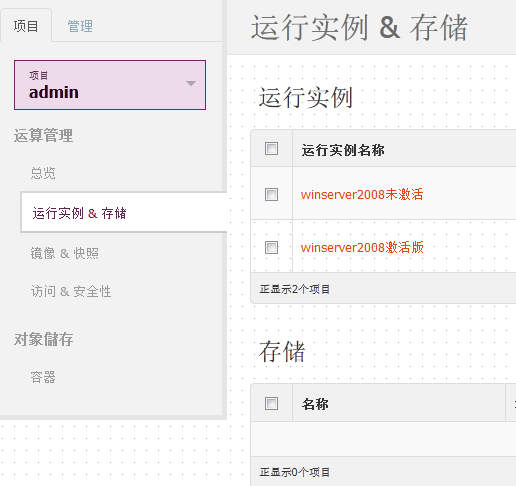 项目
管理
项目
admin
运算管理
总览
运行实例 & 存储
镜像 & 快照
访问 & 安全性
对象儲存
容器
运行实例 & 存储
运行实例
运行实例名称
winserver2008未激活
winserver2008激活版
正显示2个项目
存储
名称
正显示0个项目